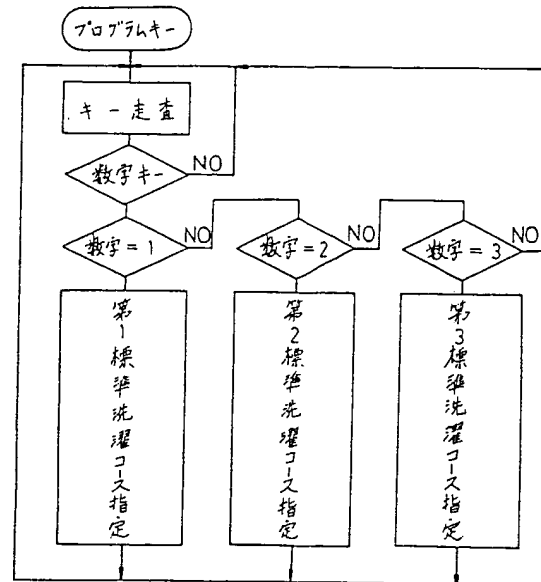 プログラムキー
キー走査
数字キー
NO
数字=1
NO
数字=2
NO
数字=3
NO
第1標準洗濯コース指定
第2標準洗濯コース指定
第3標準洗濯コース指定